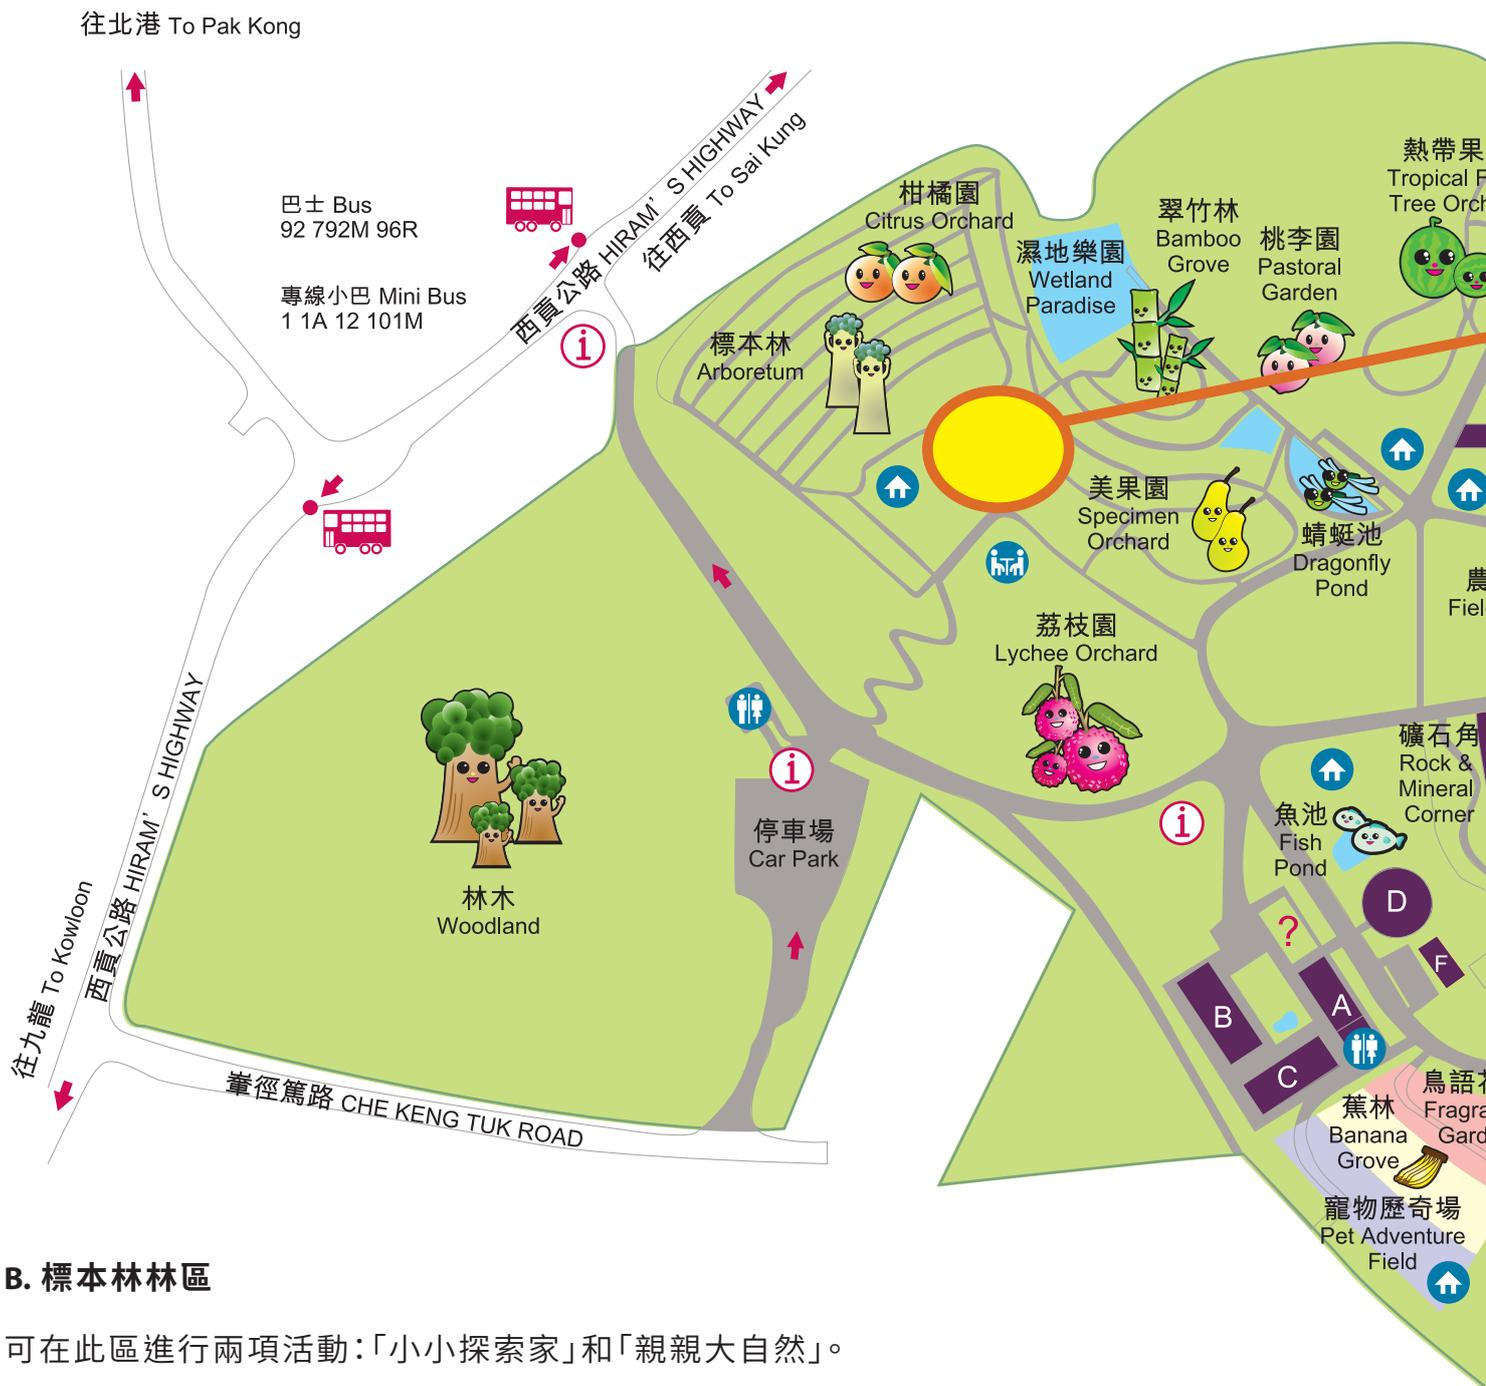 往北港 To Pak Kong
巴士 Bus
92 792M 96R
專線小巴 Mini Bus
1 1A 12 101M
西貢公路 HIRAM’S HIGHWAY
往西貢 To Sai Kung
柑橘園
Citrus Orchard
標本林
Arboretum
濕地樂園
Wetland
Paradise
翠竹林
Bamboo
Grove
桃李園
Pastoral
Garden
熱帶果
Tropical F
Tree Orch
美果園
Specimen
Orchard
蜻蜓池
Dragonfly
Pond
農
Fiel
荔枝園
Lychee Orchard
礦石角
Rock &
Mineral
Corner
魚池
Fish
Pond
停車場
Car Park
林木
Woodland
西貢公路 HIRAM’S HIGHWAY
往九龍 To Kowloon
輋徑篤路 CHE KENG TUK ROAD
i
i
i
?
D
F
A
B
C
鳥語花
Fragra
Gard
蕉林
Banana
Grove
寵物歷奇場
Pet Adventure
Field
B. 標本林林區
可在此區進行兩項活動：「小小探索家」和「親親大自然」。